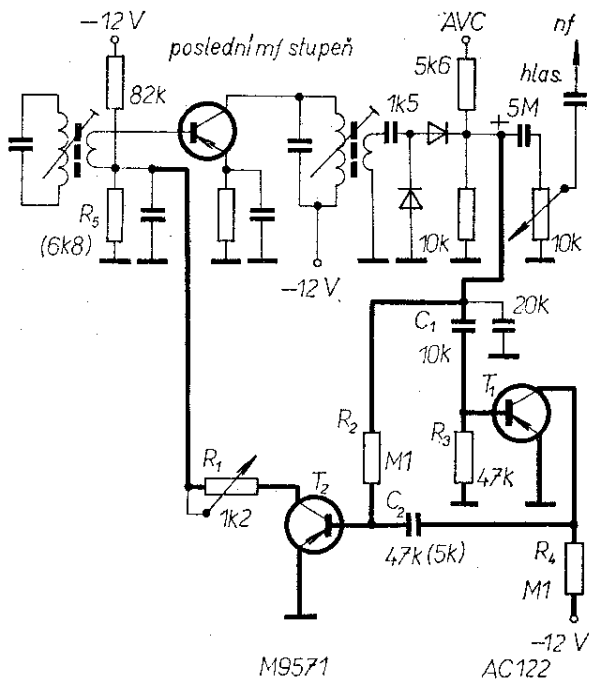 −12 V
poslední mf stupeň
AVC
nf
82k
5k6
hlas.
1k5
+
5M
R5
(6k8)
10k
10k
−12 V
20k
C1
10k
T1
R2
R3
R1
M1
47k
T2
C2
1k2
47k (5k)
R4
M1
−12 V
M9571
AC122